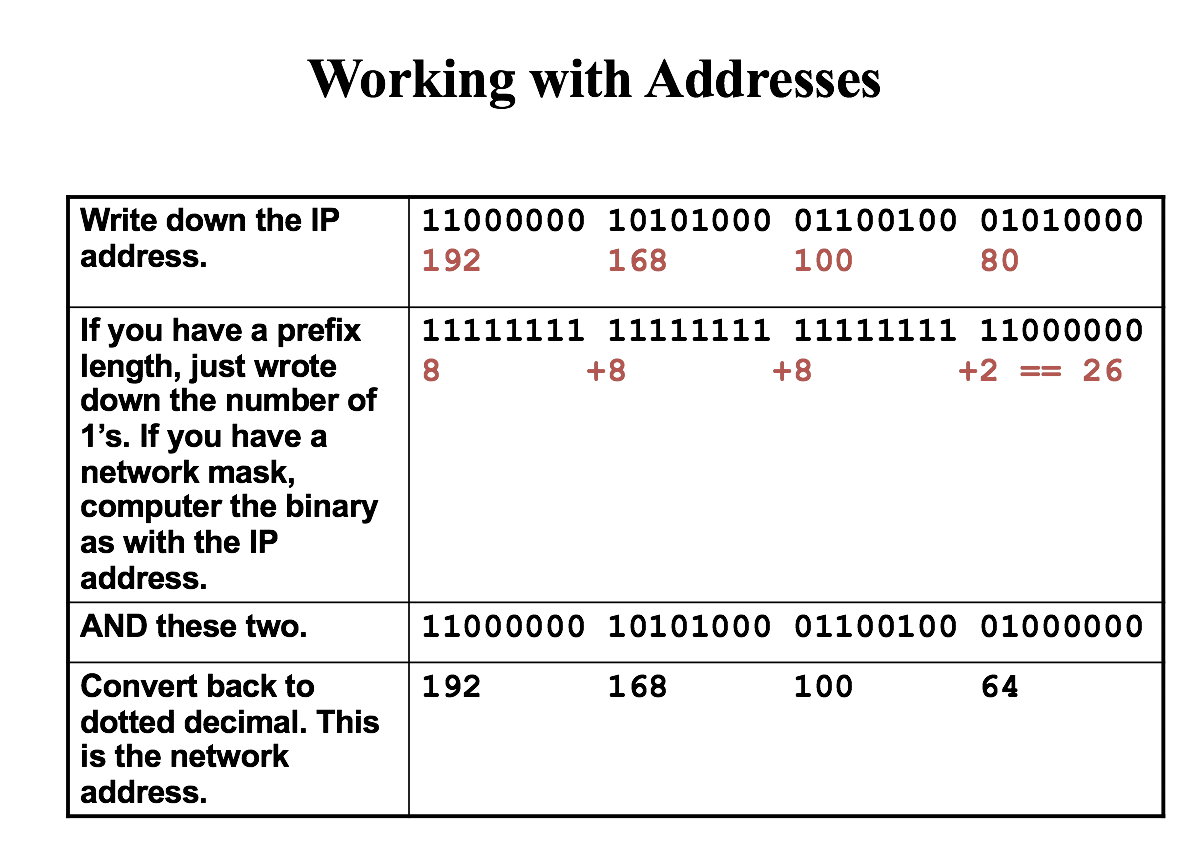 Working with Addresses
Write down the IP
address.
11000000 10101000 01100100 01010000
192 168 100 80
If you have a prefix
length, just wrote
down the number of
1’s. If you have a
network mask,
computer the binary
as with the IP
address.
11111111 11111111 11111111 11000000
8 +8 +8 +2 == 26
AND these two.
11000000 10101000 01100100 01000000
Convert back to
dotted decimal. This
is the network
address.
192 168 100 64